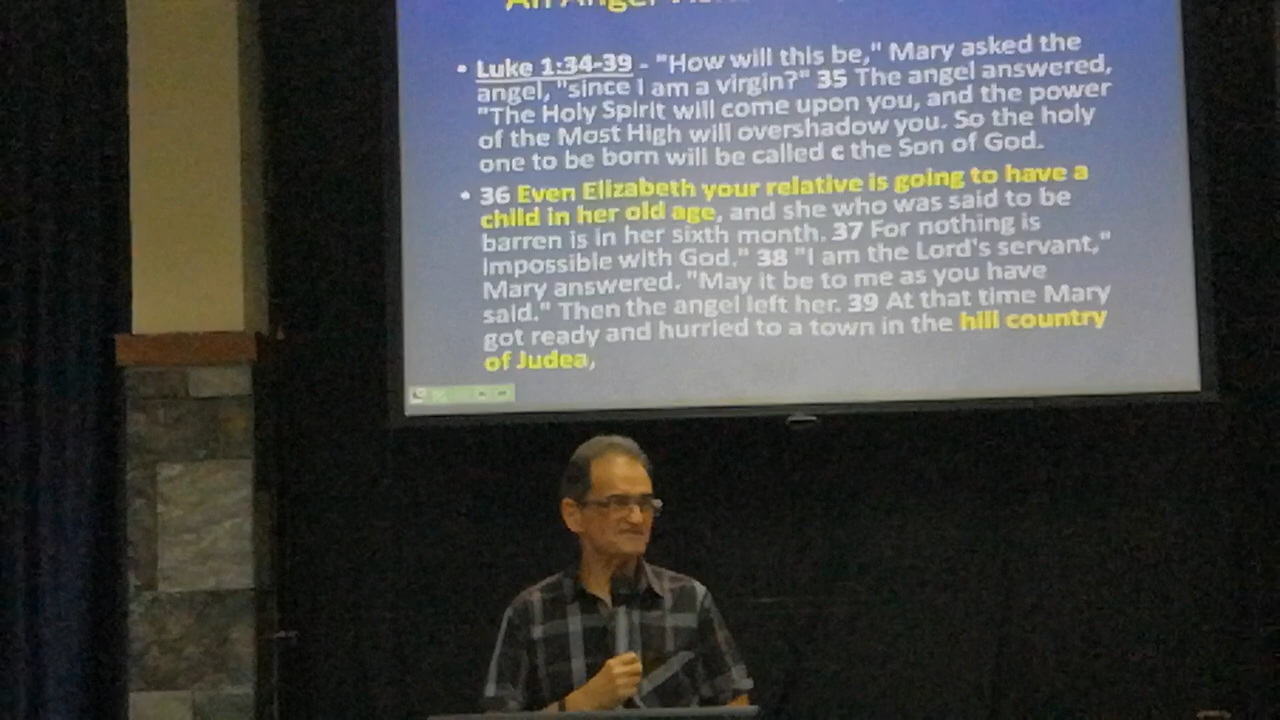 An Angel
• Luke 1:34-39 - "How will this be," Mary asked the
angel, "since I am a virgin?" 35 The angel answered,
"The Holy Spirit will come upon you, and the power
of the Most High will overshadow you. So the holy
one to be born will be called c the Son of God.
• 36 Even Elizabeth your relative is going to have a
child in her old age, and she who was said to be
barren is in her sixth month. 37 For nothing is
impossible with God." 38 "I am the Lord's servant,"
Mary answered. "May it be to me as you have
said." Then the angel left her. 39 At that time Mary
got ready and hurried to a town in the hill country
of Judea,